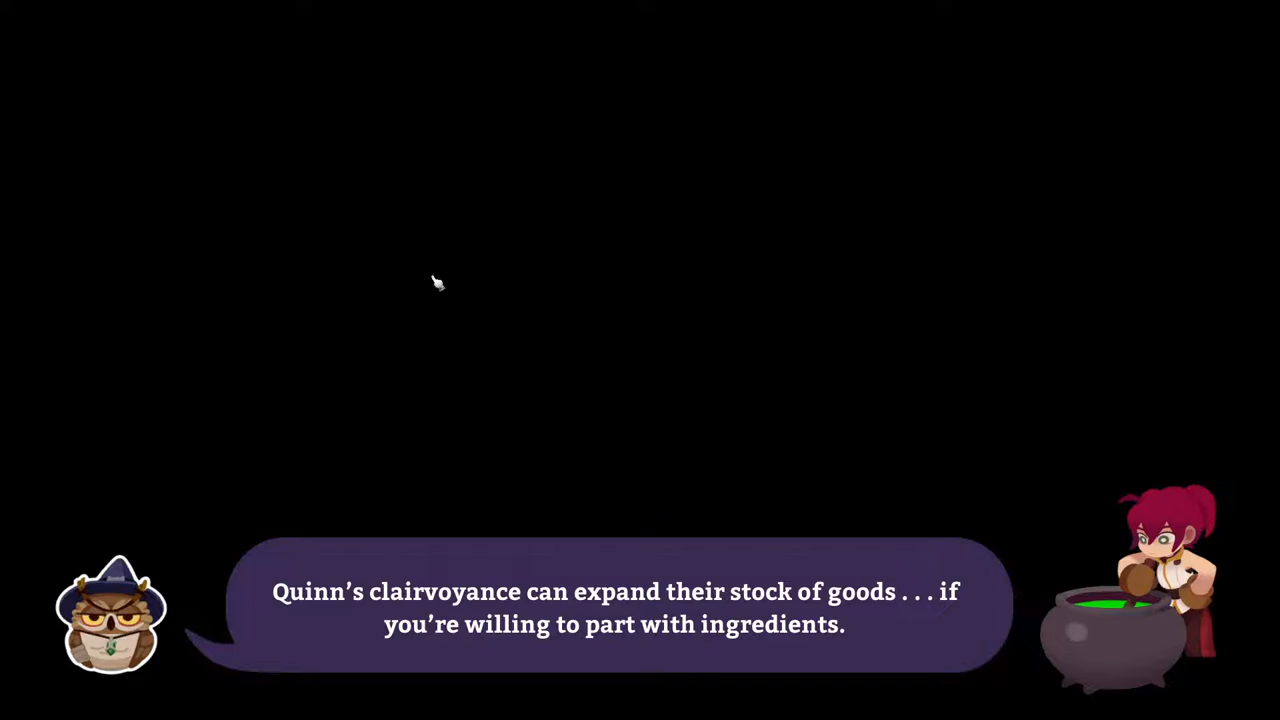 Quinn’s clairvoyance can expand their stock of goods . . . if
you’re willing to part with ingredients.